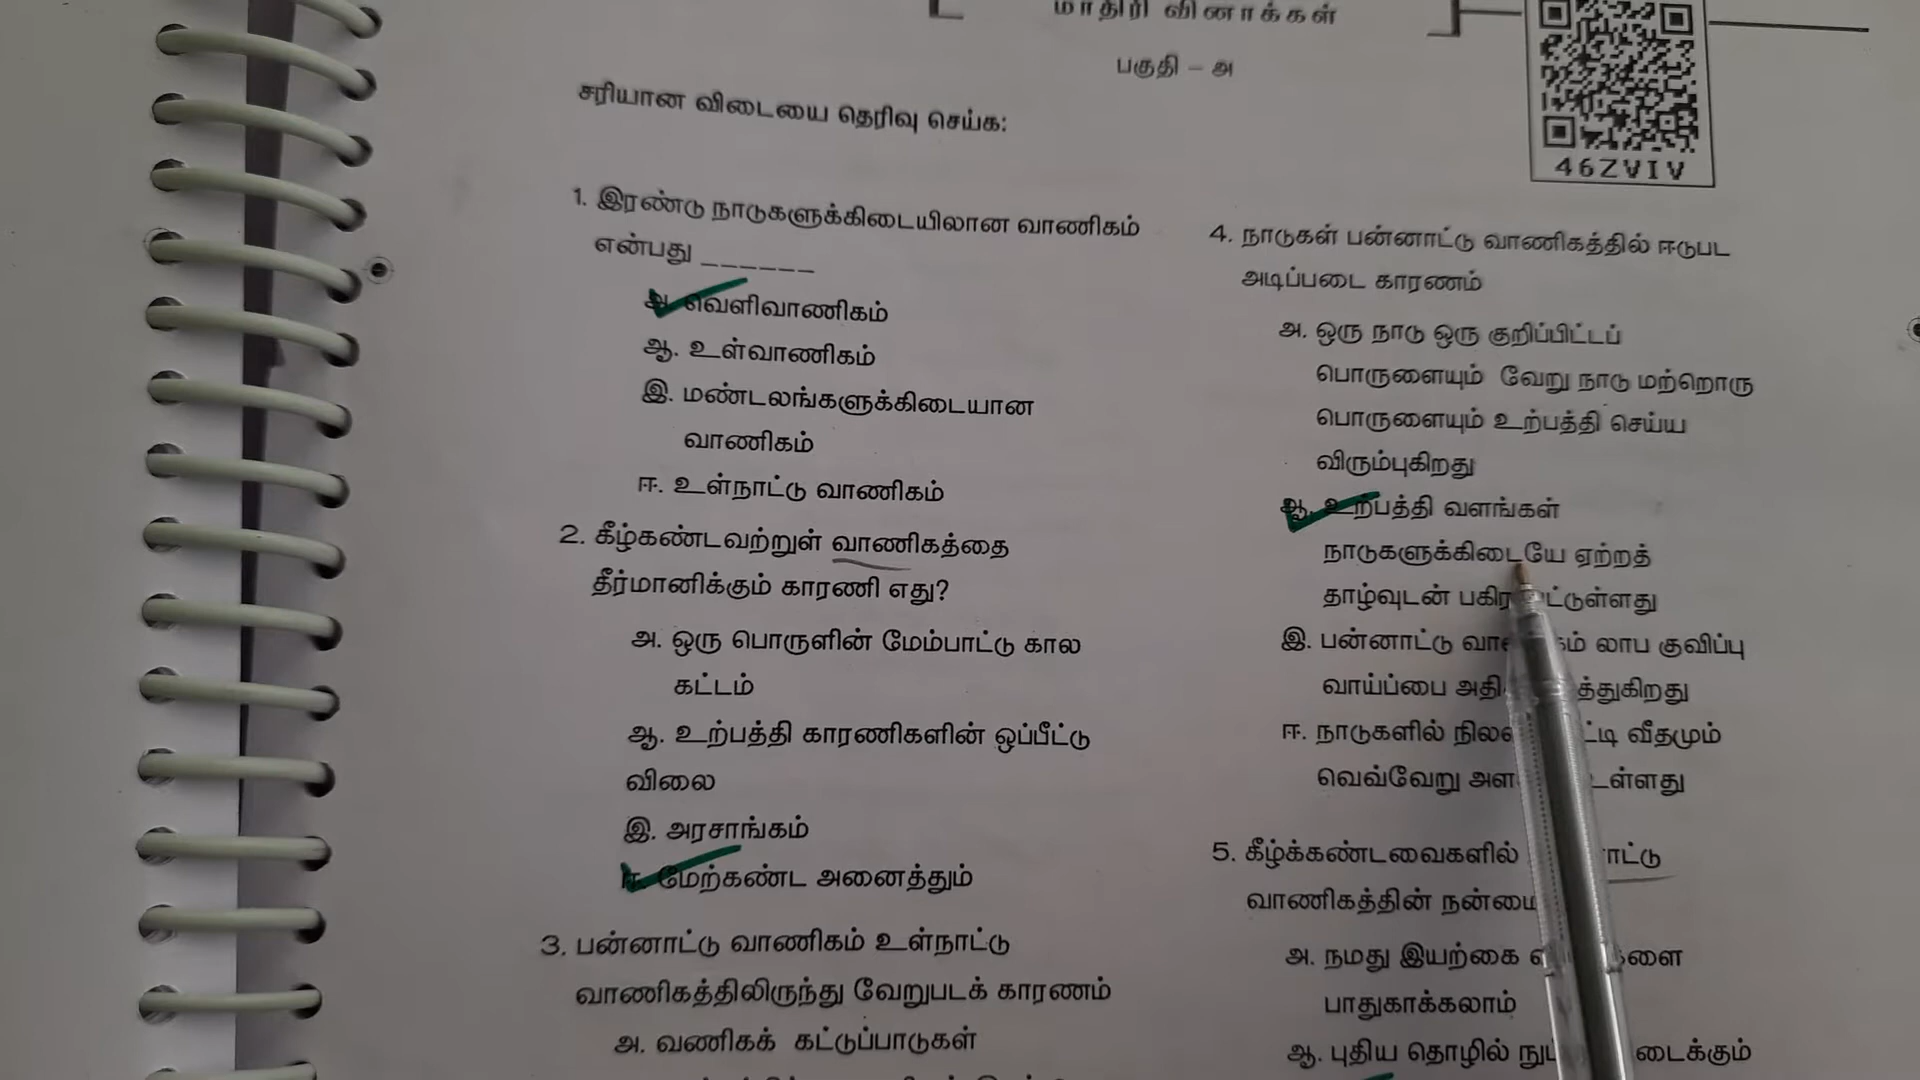 மாதிரி வினாக்கள்
பகுதி – அ
46ZVIV
சரியான விடையை தெரிவு செய்க:
1. இரண்டு நாடுகளுக்கிடையிலான வாணிகம்
என்பது ______
அ. வெளிவாணிகம்
ஆ. உள்வாணிகம்
இ. மண்டலங்களுக்கிடையான
வாணிகம்
ஈ. உள்நாட்டு வாணிகம்
2. கீழ்கண்டவற்றுள் வாணிகத்தை
தீர்மானிக்கும் காரணி எது?
அ. ஒரு பொருளின் மேம்பாட்டு கால
கட்டம்
ஆ. உற்பத்தி காரணிகளின் ஒப்பீட்டு
விலை
இ. அரசாங்கம்
ஈ. மேற்கண்ட அனைத்தும்
3. பன்னாட்டு வாணிகம் உள்நாட்டு
வாணிகத்திலிருந்து வேறுபடக் காரணம்
அ. வணிகக் கட்டுப்பாடுகள்
4. நாடுகள் பன்னாட்டு வாணிகத்தில் ஈடுபட
அடிப்படை காரணம்
அ. ஒரு நாடு ஒரு குறிப்பிட்டப்
பொருளையும் வேறு நாடு மற்றொரு
பொருளையும் உற்பத்தி செய்ய
விரும்புகிறது
ஆ. உற்பத்தி வளங்கள்
நாடுகளுக்கிடையே ஏற்றத்
தாழ்வுடன்
இ. பன்னாட்டு லாப குவிப்பு
வாய்ப்பை
ஈ. நாடுகளில் வீதமும்
வெவ்வேறு
5. கீழ்க்கண்டவைகளில்
வாணிகத்தின்
அ. நமது இயற்கை
பாதுகாக்கலாம்
ஆ. புதிய தொழில்